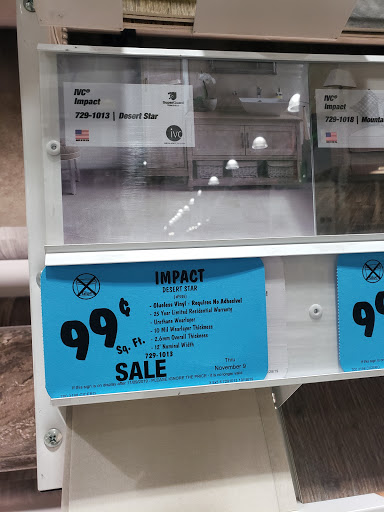 IVC®
Impact
729-1013 | Desert Star
ivc
IVC®
Impact
729-1018 | Mounta
IMPACT
DESERT STAR
99¢
Sq. Ft.
- Glueless Vinyl - Requires No Adhesive!
- 25 Year Limited Residential Warranty
- Urethane Wearlayer
- 10 Mil Wearlayer Thickness
- 2.6mm Overall Thickness
- 12' Nominal Width
729-1013
SALE
Thru
November 9
99